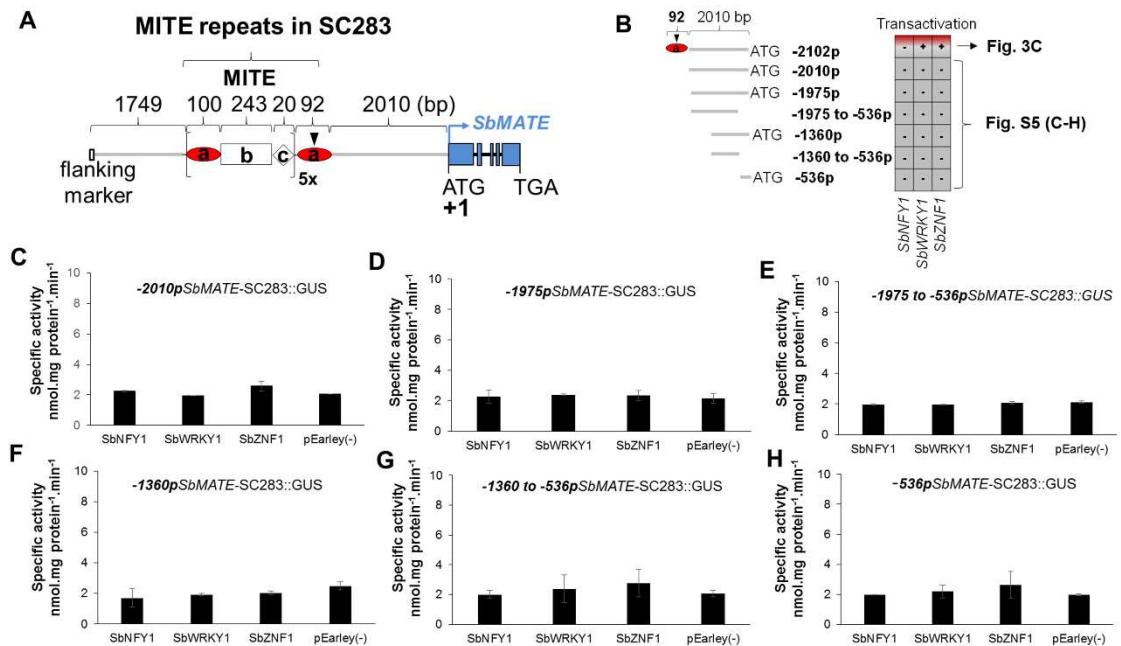 A
MITE repeats in SC283
MITE
1749 100 243 20 92 2010 (bp)
SbMATE
a b c a
5x
flanking marker
ATG TGA
+1
B
92 2010 bp
Transactivation
a ATG -2102p - + + Fig. 3C
ATG -2010p - - -
ATG -1975p - - -
-1975 to -536p - - -
ATG -1360p - - -
-1360 to -536p - - -
ATG -536p - - -
Fig. S5 (C-H)
SbNFY1 SbWRKY1 SbZNF1
C
-2010pSbMATE-SC283::GUS
Specific activity
nmol.mg protein⁻¹.min⁻¹
10
8
6
4
2
0
SbNFY1 SbWRKY1 SbZNF1 pEarley(-)
D
-1975pSbMATE-SC283::GUS
Specific activity
nmol.mg protein⁻¹.min⁻¹
10
8
6
4
2
0
SbNFY1 SbWRKY1 SbZNF1 pEarley(-)
E
-1975 to -536pSbMATE-SC283::GUS
Specific activity
nmol.mg protein⁻¹.min⁻¹
10
8
6
4
2
0
SbNFY1 SbWRKY1 SbZNF1 pEarley(-)
F
-1360pSbMATE-SC283::GUS
Specific activity
nmol.mg protein⁻¹.min⁻¹
10
8
6
4
2
0
SbNFY1 SbWRKY1 SbZNF1 pEarley(-)
G
-1360 to -536pSbMATE-SC283::GUS
Specific activity
nmol.mg protein⁻¹.min⁻¹
10
8
6
4
2
0
SbNFY1 SbWRKY1 SbZNF1 pEarley(-)
H
-536pSbMATE-SC283::GUS
Specific activity
nmol.mg protein⁻¹.min⁻¹
10
8
6
4
2
0
SbNFY1 SbWRKY1 SbZNF1 pEarley(-)